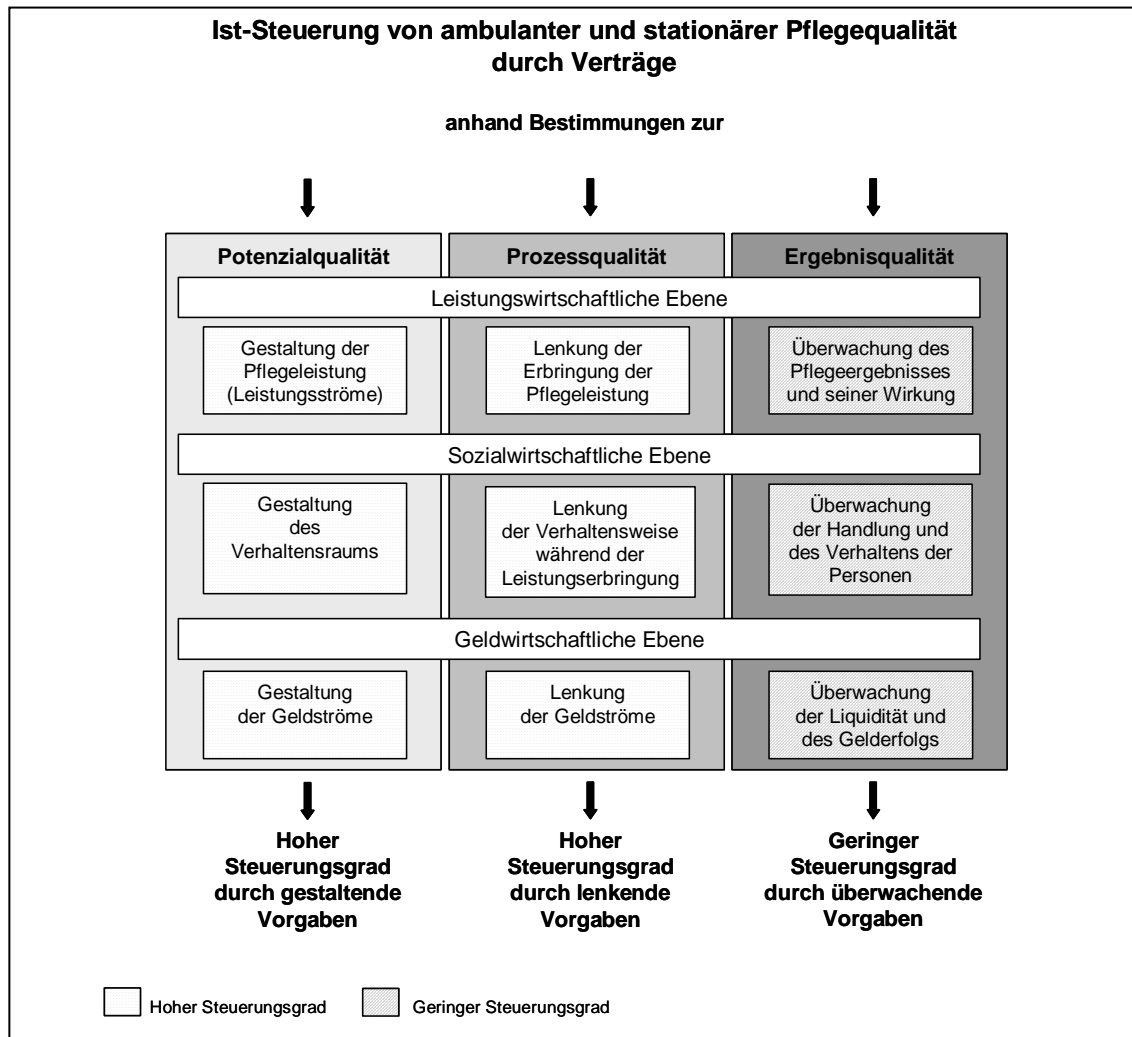 Ist-Steuerung von ambulanter und stationärer Pflegequalität
durch Verträge
anhand Bestimmungen zur
Potenzialqualität
Prozessqualität
Ergebnisqualität
Leistungswirtschaftliche Ebene
Gestaltung der
Pflegeleistung
(Leistungsströme)
Lenkung der
Erbringung der
Pflegeleistung
Überwachung des
Pflegeergebnisses
und seiner Wirkung
Sozialwirtschaftliche Ebene
Gestaltung
des
Verhaltensraums
Lenkung
der Verhaltensweise
während der
Leistungserbringung
Überwachung
der Handlung und
des Verhaltens der
Personen
Geldwirtschaftliche Ebene
Gestaltung
der Geldströme
Lenkung
der Geldströme
Überwachung
der Liquidität und
des Gelderfolgs
Hoher
Steuerungsgrad
durch gestaltende
Vorgaben
Hoher
Steuerungsgrad
durch lenkende
Vorgaben
Geringer
Steuerungsgrad
durch überwachende
Vorgaben
Hoher Steuerungsgrad
Geringer Steuerungsgrad